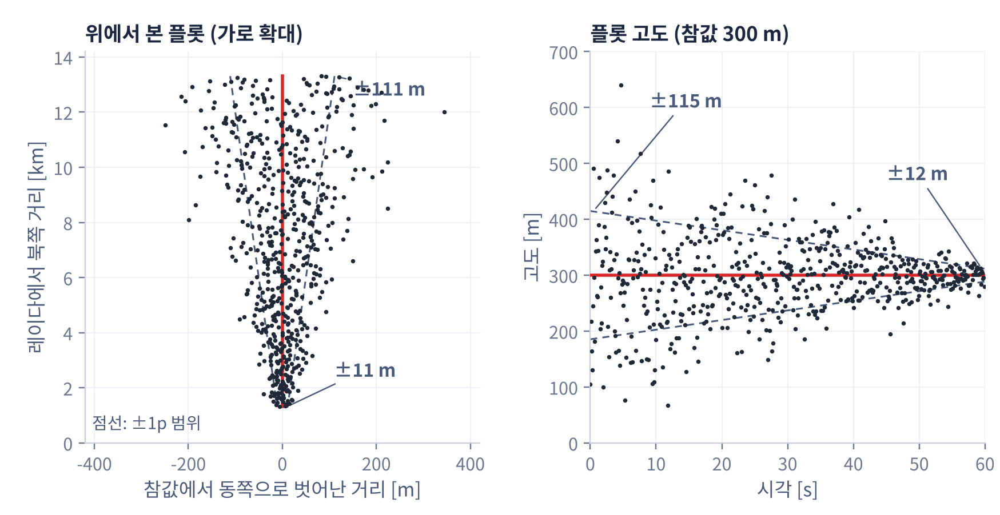 위에서 본 플롯 (가로 확대)
14
12
10
8
6
4
2
0
레이다에서 북쪽 거리 [km]
±111 m
±11 m
점선: ±1p 범위
-400
-200
0
200
400
참값에서 동쪽으로 벗어난 거리 [m]
플롯 고도 (참값 300 m)
700
600
500
400
300
200
100
0
고도 [m]
±115 m
±12 m
0
10
20
30
40
50
60
시각 [s]